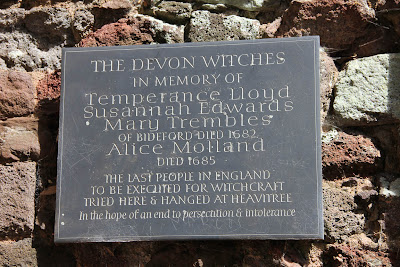 THE DEVON WITCHES
IN MEMORY OF
Temperance Lloyd
Susannah Edwards
Mary Trembles
OF BIDEFORD DIED 1682
Alice Molland
DIED 1685
THE LAST PEOPLE IN ENGLAND
TO BE EXECUTED FOR WITCHCRAFT
TRIED HERE & HANGED AT HEAVITREE
In the hope of an end to persecution & intolerance